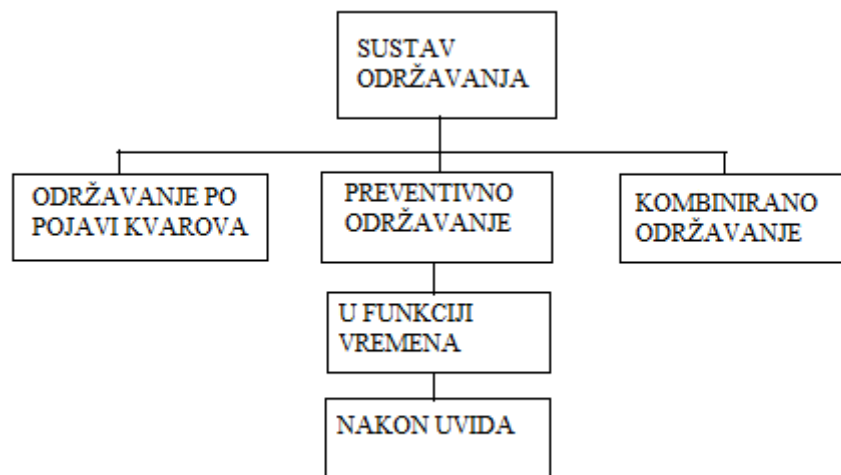 SUSTAV
ODRŽAVANJA
ODRŽAVANJE PO
POJAVI KVAROVA
PREVENTIVNO
ODRŽAVANJE
KOMBINIRANO
ODRŽAVANJE
U FUNKCIJI
VREMENA
NAKON UVIDA